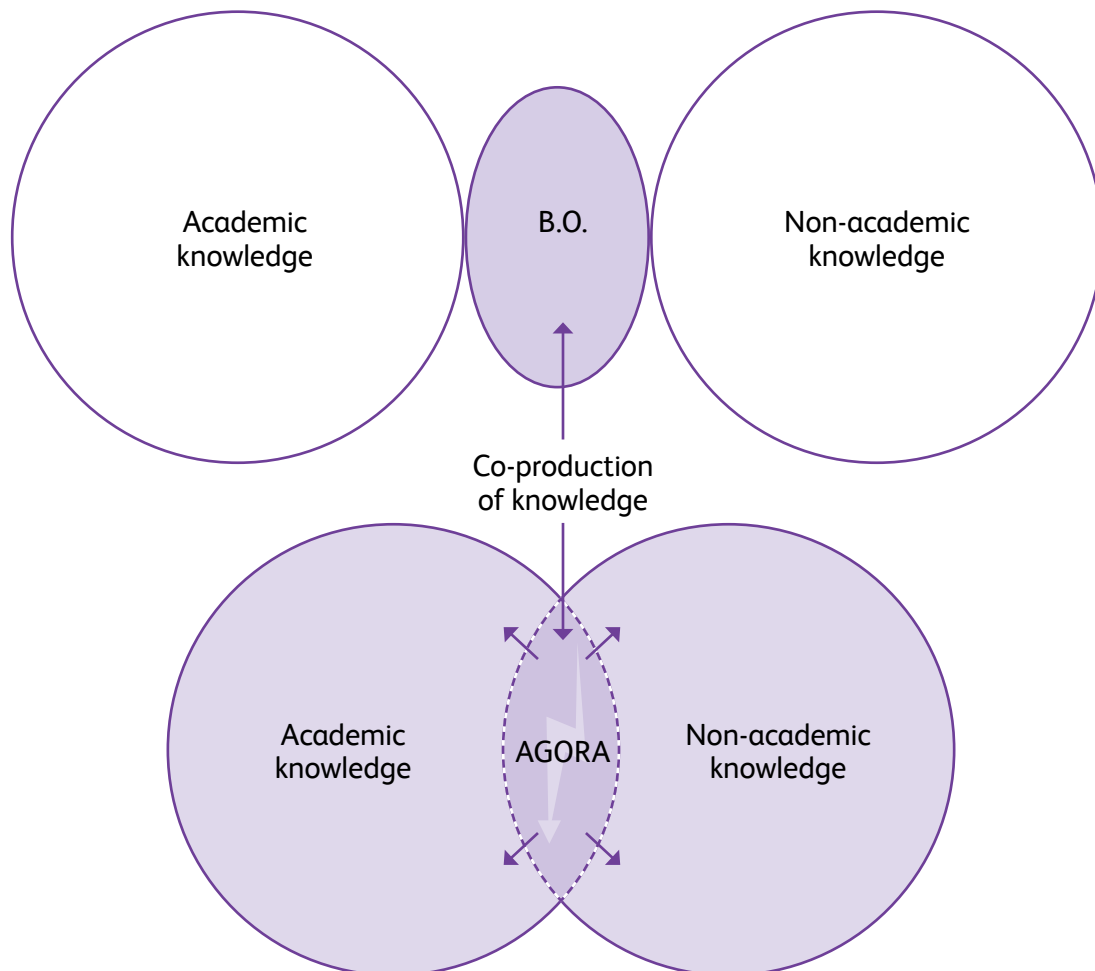 Academic
knowledge
B.O.
Non-academic
knowledge
Co-production
of knowledge
Academic
knowledge
AGORA
Non-academic
knowledge